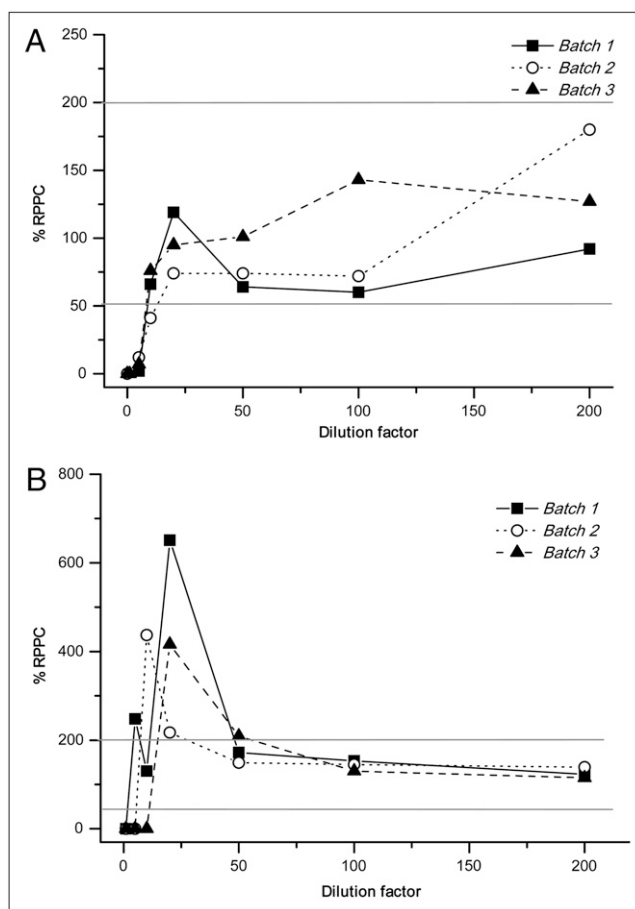 A
250
200
150
100
50
0
% RPPC
Batch 1
Batch 2
Batch 3
0 50 100 150 200
Dilution factor
B
800
600
400
200
0
% RPPC
Batch 1
Batch 2
Batch 3
0 50 100 150 200
Dilution factor